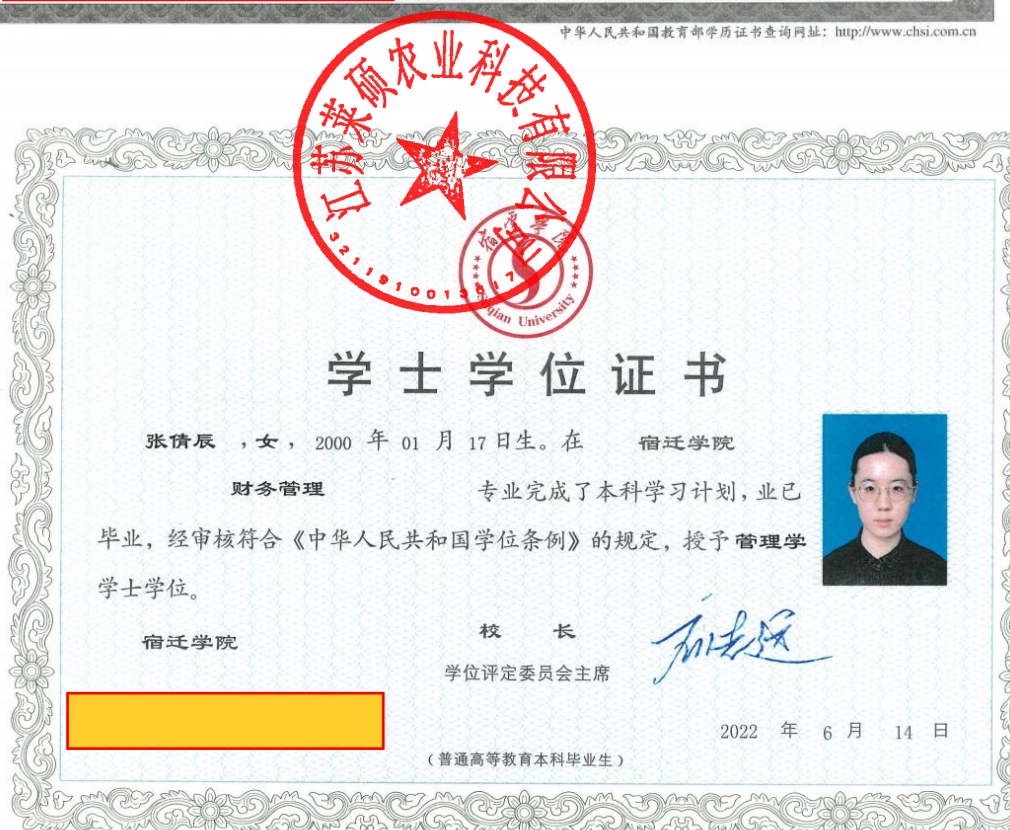 中华人民共和国教育部学历证书查询网址：http://www.chsi.com.cn
江苏莱硕农业科技有限公司
宿迁学院
Suqian University
学士学位证书
张倩辰 ，女，2000 年 01 月 17 日生。在 宿迁学院
财务管理 专业完成了本科学习计划，业已
毕业，经审核符合《中华人民共和国学位条例》的规定，授予 管理学
学士学位。
宿迁学院
校 长
学位评定委员会主席
2022 年 6 月 14 日
（普通高等教育本科毕业生）